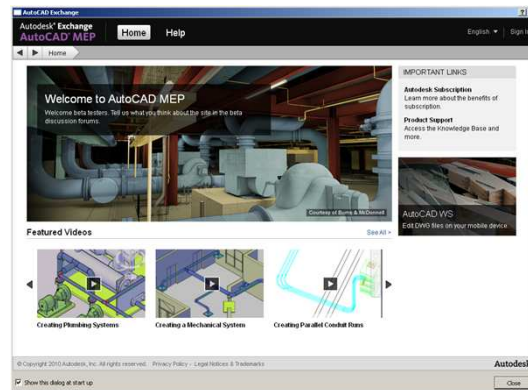 AutoCAD Exchange
Autodesk® Exchange
AutoCAD® MEP
Home
Help
English
Sign In
Home
Welcome to AutoCAD MEP
Welcome beta testers. Tell us what you think about the site in the beta
discussion forums.
Courtesy of Burns & McDonnell
IMPORTANT LINKS
Autodesk Subscription
Learn more about the benefits of
subscription.
Product Support
Access the Knowledge Base and
more.
AutoCAD WS
Edit DWG files on your mobile device
Featured Videos
See All >
Creating Plumbing Systems
Creating a Mechanical System
Creating Parallel Conduit Runs
© Copyright 2010 Autodesk, Inc. All rights reserved. Privacy Policy - Legal Notices & Trademarks
Autodesk
Show this dialog at start up
Close